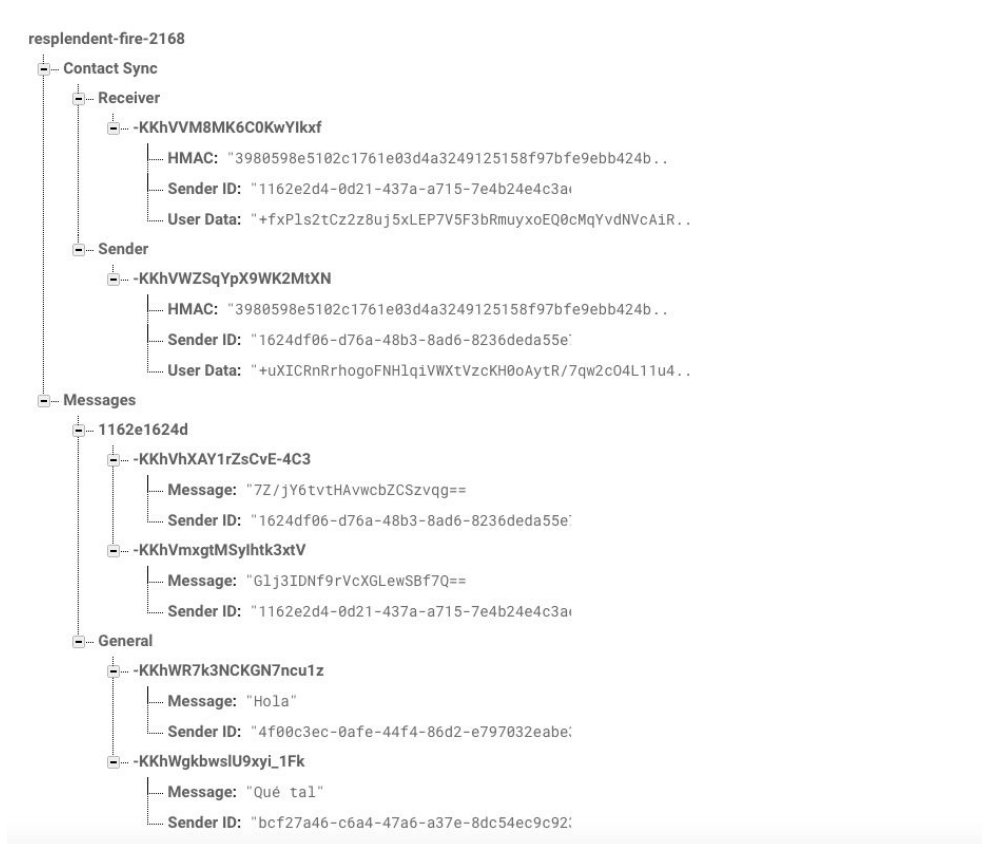 resplendent-fire-2168
Contact Sync
Receiver
-KKhVVM8MK6C0KwYIkxf
HMAC: "3980598e5102c1761e03d4a3249125158f97bfe9ebb424b..
Sender ID: "1162e2d4-0d21-437a-a715-7e4b24e4c3a
User Data: "+fxPls2tCz2z8uj5xLEP7V5F3bRmuyxoEQ0cMqYvdNVcAiR..
Sender
-KKhVWZSqYpX9WK2MtXN
HMAC: "3980598e5102c1761e03d4a3249125158f97bfe9ebb424b..
Sender ID: "1624df06-d76a-48b3-8ad6-8236deda55e
User Data: "+uXICRnRrhogoFNHlqiVWXtVzcKH0oAytR/7qw2cO4L11u4..
Messages
1162e1624d
-KKhVhXAY1rZsCvE-4C3
Message: "7Z/jY6tvtHAvwcbZCSzvqg==
Sender ID: "1624df06-d76a-48b3-8ad6-8236deda55e
-KKhVmxgtMSyIhtk3xtV
Message: "Glj3IDNf9rVcXGLewSBf7Q==
Sender ID: "1162e2d4-0d21-437a-a715-7e4b24e4c3a
General
-KKhWR7k3NCKGN7ncu1z
Message: "Hola"
Sender ID: "4f00c3ec-0afe-44f4-86d2-e797032eabe
-KKhWgkbwslU9xyi_1Fk
Message: "Qué tal"
Sender ID: "bcf27a46-c6a4-47a6-a37e-8dc54ec9c92